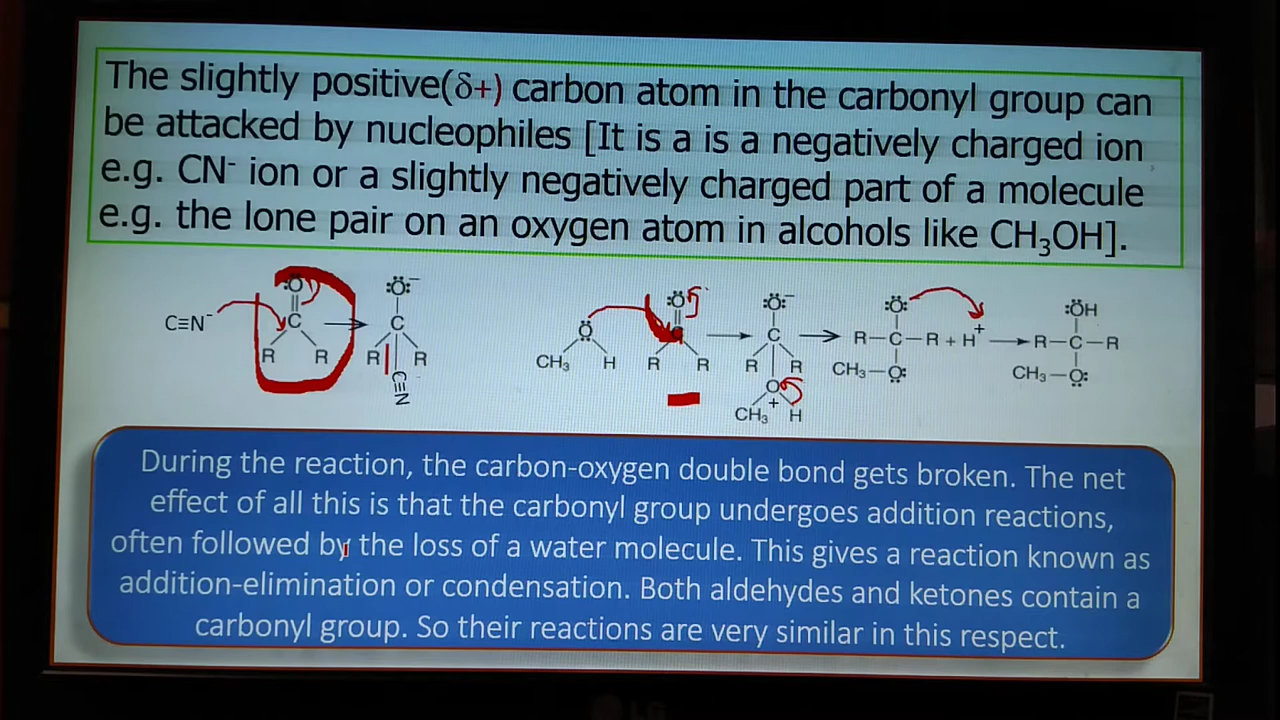 The slightly positive(δ+) carbon atom in the carbonyl group can
be attacked by nucleophiles [It is a is a negatively charged ion
e.g. CN- ion or a slightly negatively charged part of a molecule
e.g. the lone pair on an oxygen atom in alcohols like CH₃OH].
:O :Ö:⁻ :Ö :Ö:⁻ :Ö: :ÖH
C≡N⁻ C C Ö C C R—C—R + H⁺ R—C—R
R R R R CH₃ H R R R R CH₃—O: CH₃—O:
C≡N O
CH₃ + H
During the reaction, the carbon-oxygen double bond gets broken. The net
effect of all this is that the carbonyl group undergoes addition reactions,
often followed by the loss of a water molecule. This gives a reaction known as
addition-elimination or condensation. Both aldehydes and ketones contain a
carbonyl group. So their reactions are very similar in this respect.
LG